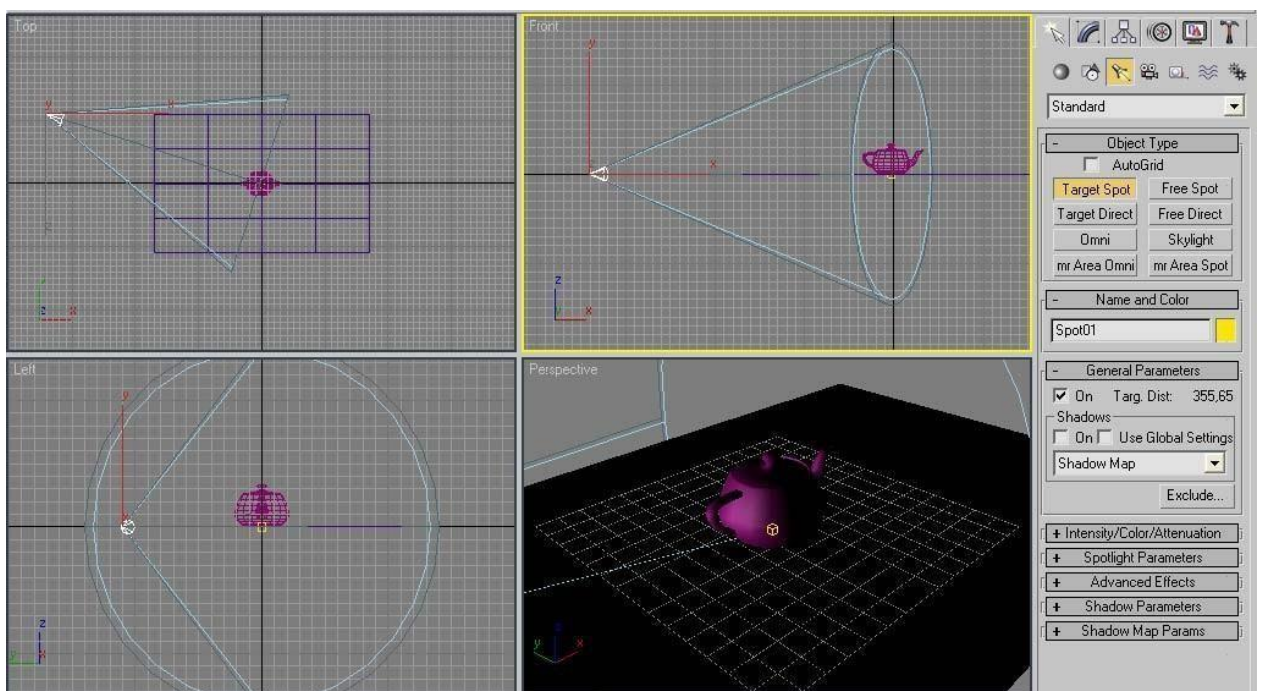 Top
y
x
z
z
x
Front
y
x
z
y
x
Left
y
z
y
x
Perspective
z
y
x
Standard
- Object Type
AutoGrid
Target Spot Free Spot
Target Direct Free Direct
Omni Skylight
mr Area Omni mr Area Spot
- Name and Color
Spot01
- General Parameters
On Targ. Dist: 355,65
Shadows
On Use Global Settings
Shadow Map
Exclude...
+ Intensity/Color/Attenuation
+ Spotlight Parameters
+ Advanced Effects
+ Shadow Parameters
+ Shadow Map Params